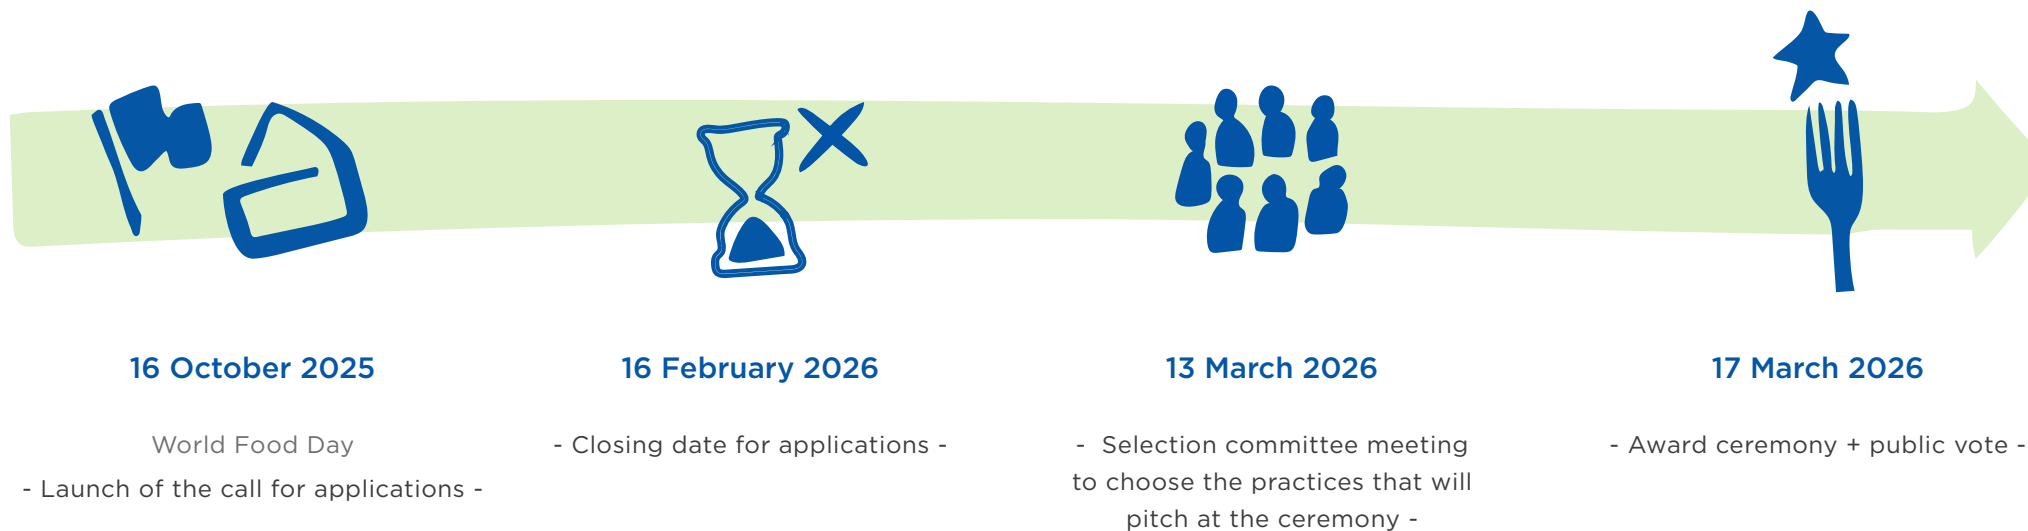 16 October 2025
World Food Day
- Launch of the call for applications -
16 February 2026
- Closing date for applications -
13 March 2026
- Selection committee meeting
to choose the practices that will
pitch at the ceremony -
17 March 2026
- Award ceremony + public vote -